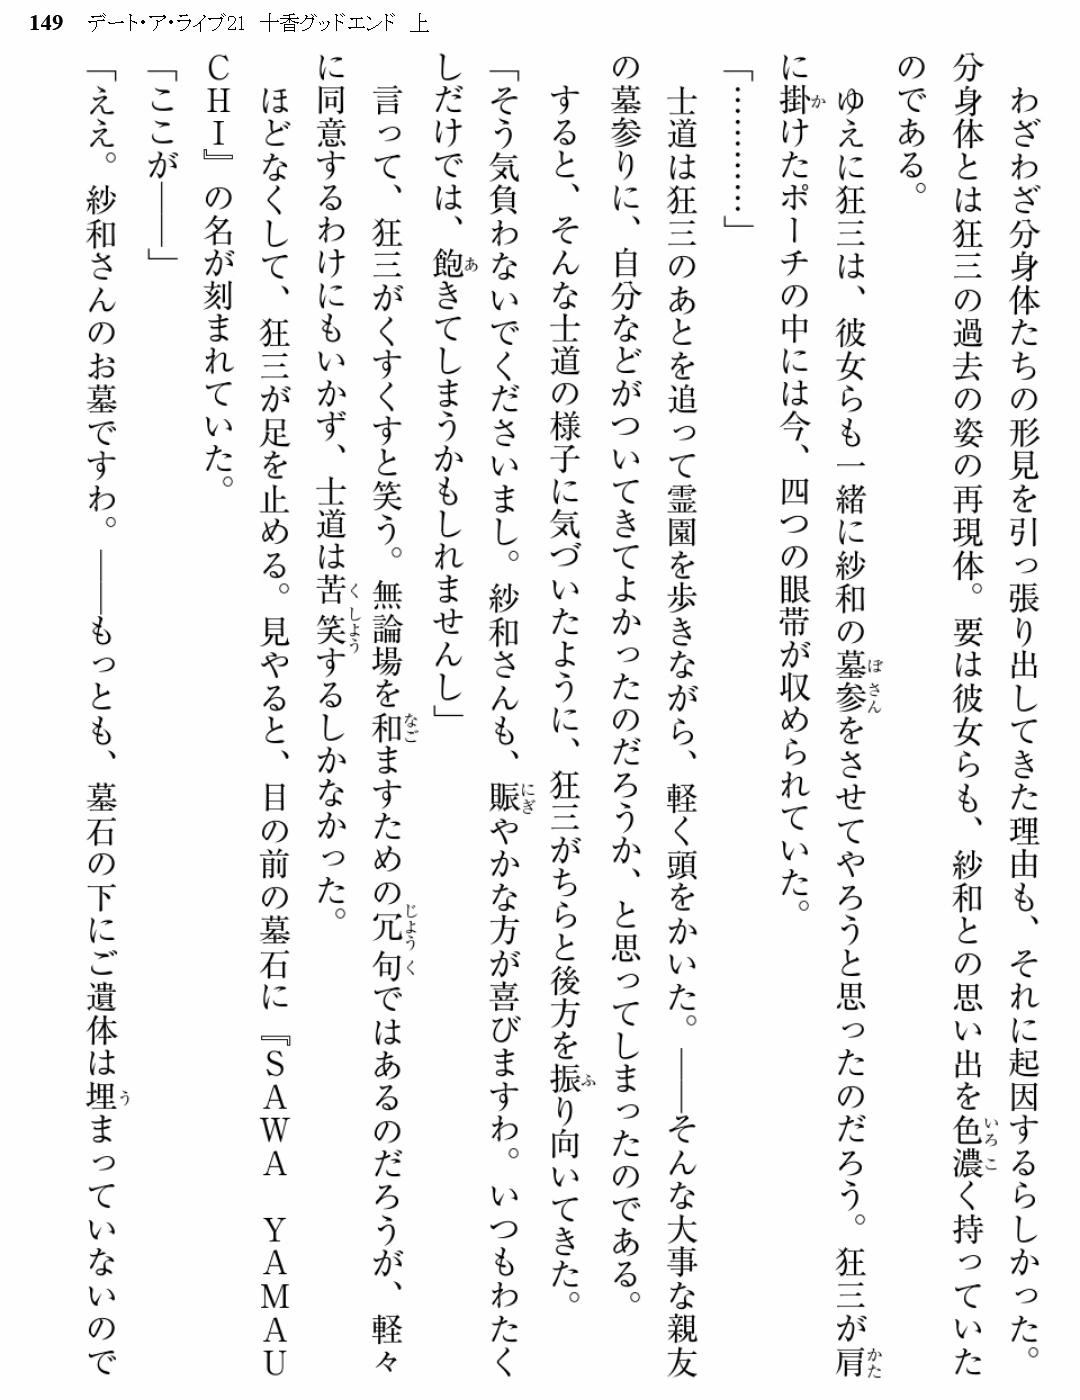 149 デート・ア・ライブ21 十香グッドエンド 上
わざわざ分身体たちの形見を引っ張り出してきた理由も、それに起因するらしかった。
分身体とは狂三の過去の姿の再現体。要は彼女らも、紗和との思い出を色濃く持っていた
のである。
ゆえに狂三は、彼女らも一緒に紗和の墓参をさせてやろうと思ったのだろう。狂三が肩
に掛けたポーチの中には今、四つの眼帯が収められていた。
「…………」
士道は狂三のあとを追って霊園を歩きながら、軽く頭をかいた。――そんな大事な親友
の墓参りに、自分などがついてきてよかったのだろうか、と思ってしまったのである。
すると、そんな士道の様子に気づいたように、狂三がちらと後方を振り向いてきた。
「そう気負わないでくださいまし。紗和さんも、賑やかな方が喜びますわ。いつもわたく
しだけでは、飽きてしまうかもしれませんし」
言って、狂三がくすくすと笑う。無論場を和ますための冗句ではあるのだろうが、軽々
に同意するわけにもいかず、士道は苦笑するしかなかった。
ほどなくして、狂三が足を止める。見やると、目の前の墓石に『ＳＡＷＡ　ＹＡＭＡＵ
ＣＨＩ』の名が刻まれていた。
「ここが――」
「ええ。紗和さんのお墓ですわ。――もっとも、墓石の下にご遺体は埋まっていないので